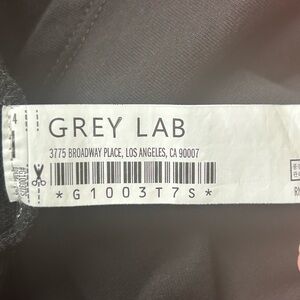 GREY LAB
3775 BROADWAY PLACE, LOS ANGELES, CA 90007
*G1003T7S*